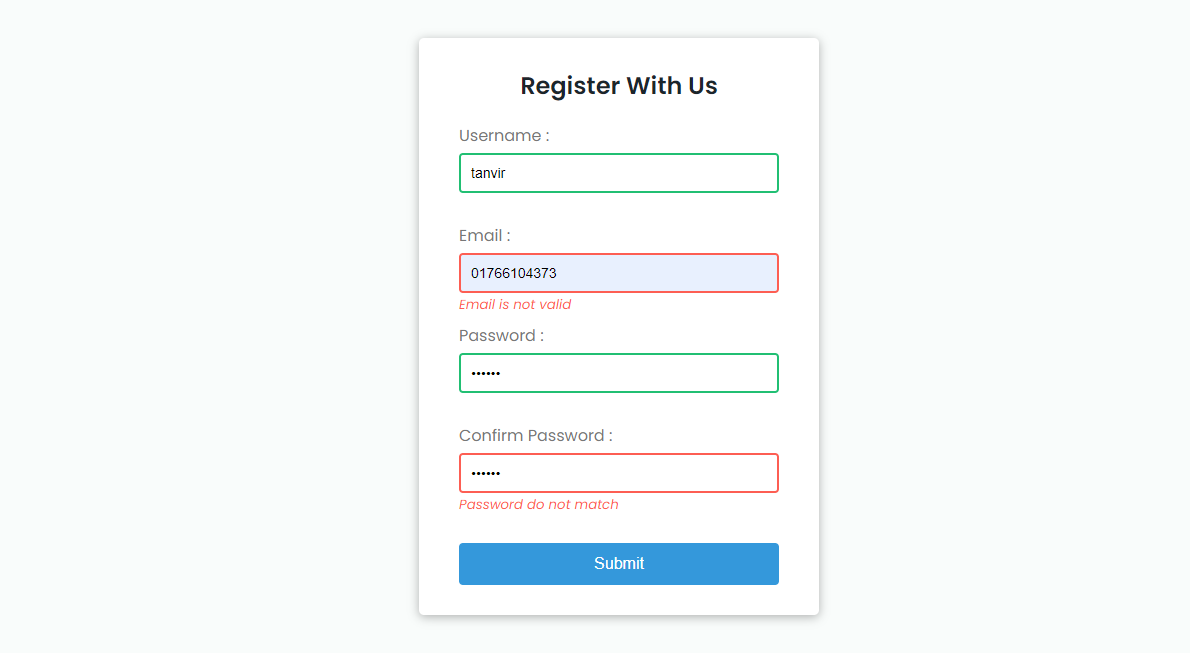 Register With Us
Username :
tanvir
Email :
01766104373
Email is not valid
Password :
••••••
Confirm Password :
••••••
Password do not match
Submit